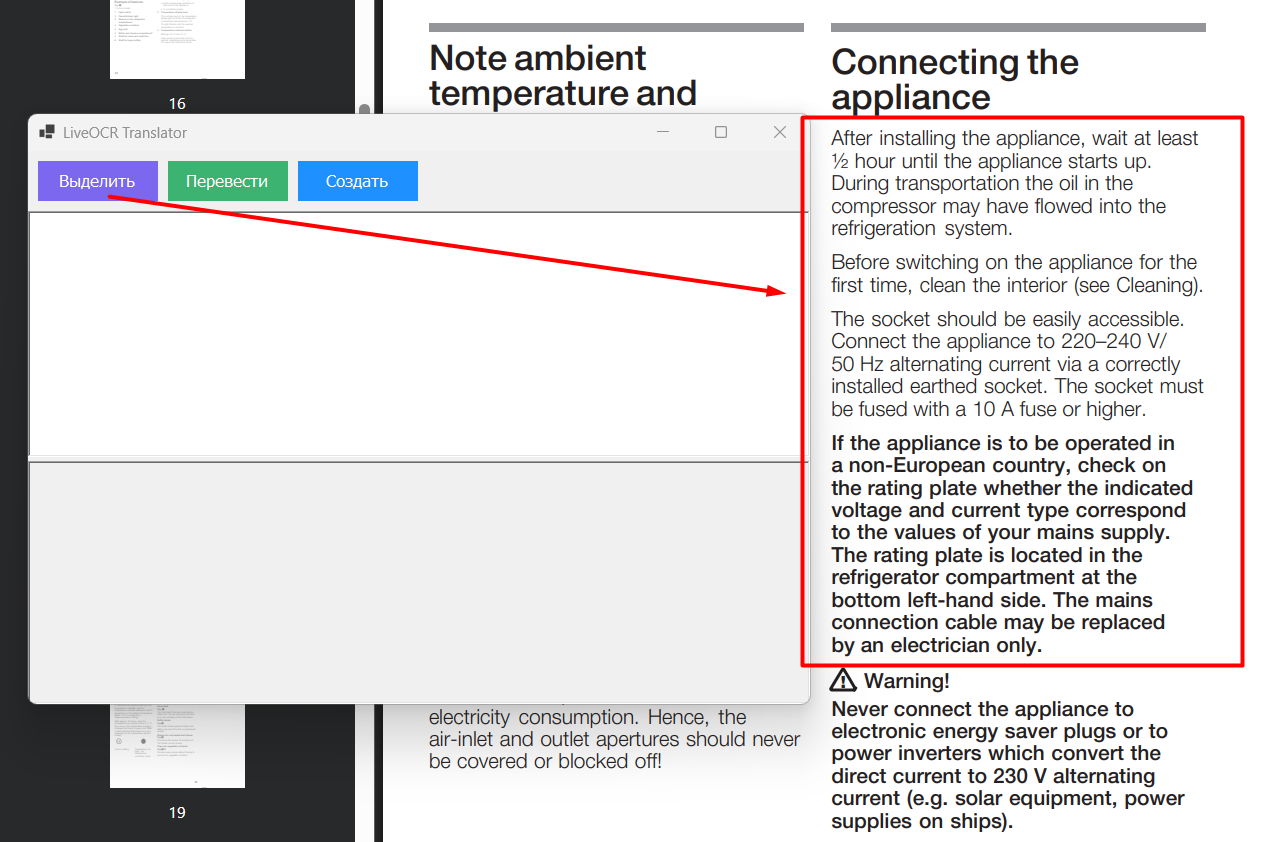 16
LiveOCR Translator
Выделить
Перевести
Создать
19
Note ambient
temperature and
electricity consumption. Hence, the
air-inlet and outlet apertures should never
be covered or blocked off!
Connecting the
appliance
After installing the appliance, wait at least
½ hour until the appliance starts up.
During transportation the oil in the
compressor may have flowed into the
refrigeration system.
Before switching on the appliance for the
first time, clean the interior (see Cleaning).
The socket should be easily accessible.
Connect the appliance to 220–240 V/
50 Hz alternating current via a correctly
installed earthed socket. The socket must
be fused with a 10 A fuse or higher.
If the appliance is to be operated in
a non-European country, check on
the rating plate whether the indicated
voltage and current type correspond
to the values of your mains supply.
The rating plate is located in the
refrigerator compartment at the
bottom left-hand side. The mains
connection cable may be replaced
by an electrician only.
Warning!
Never connect the appliance to
electronic energy saver plugs or to
power inverters which convert the
direct current to 230 V alternating
current (e.g. solar equipment, power
supplies on ships).